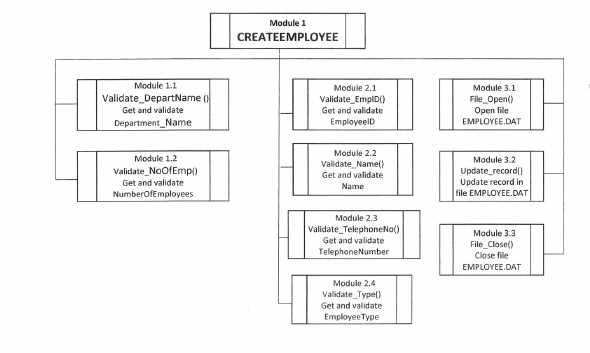 Module 1
CREATEEMPLOYEE
Module 1.1
Validate_DepartName ()
Get and validate
Department_Name
Module 1.2
Validate_NoOfEmp()
Get and validate
NumberOfEmployees
Module 2.1
Validate_EmpID()
Get and validate
EmployeeID
Module 2.2
Validate_Name()
Get and validate
Name
Module 2.3
Validate_TelephoneNo()
Get and validate
TelephoneNumber
Module 2.4
Validate_Type()
Get and validate
EmployeeType
Module 3.1
File_Open()
Open file
EMPLOYEE.DAT
Module 3.2
Update_record()
Update record in
file EMPLOYEE.DAT
Module 3.3
File_Close()
Close file
EMPLOYEE.DAT